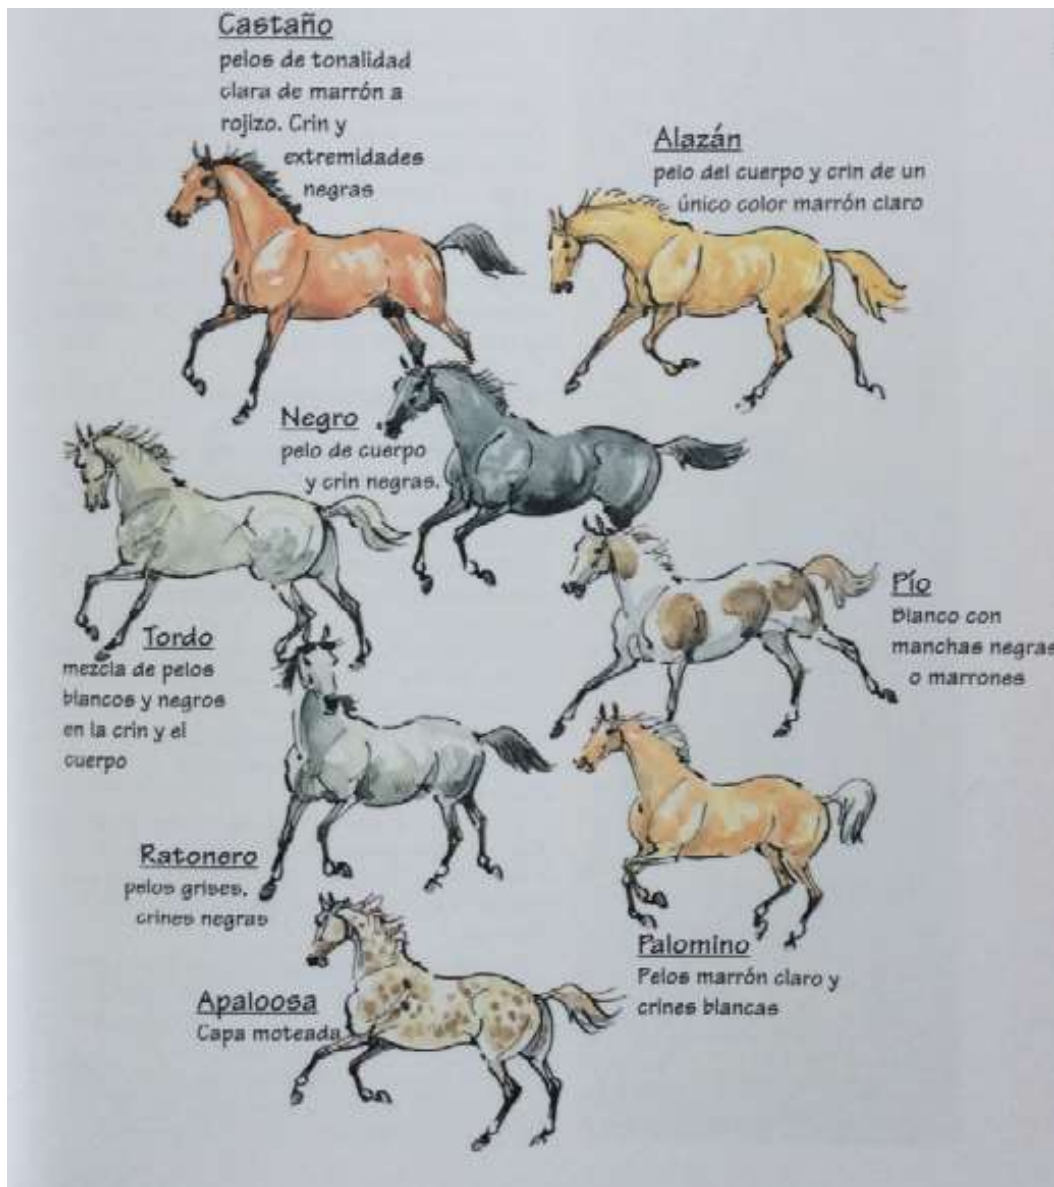 Castaño
pelos de tonalidad
clara de marrón a
rojizo. Crin y
extremidades
negras
Alazán
pelo del cuerpo y crin de un
único color marrón claro
Negro
pelo de cuerpo
y crin negras.
Tordo
mezcla de pelos
blancos y negros
en la crin y el
cuerpo
Pío
Blanco con
manchas negras
o marrones
Ratonero
pelos grises,
crines negras
Palomino
Pelos marrón claro y
crines blancas
Apaloosa
Capa moteada